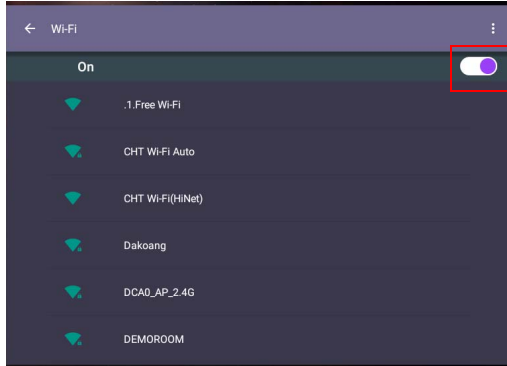 Wi-Fi
On
.1.Free Wi-Fi
CHT Wi-Fi Auto
CHT Wi-Fi(HiNet)
Dakoang
DCA0_AP_2.4G
DEMOROOM